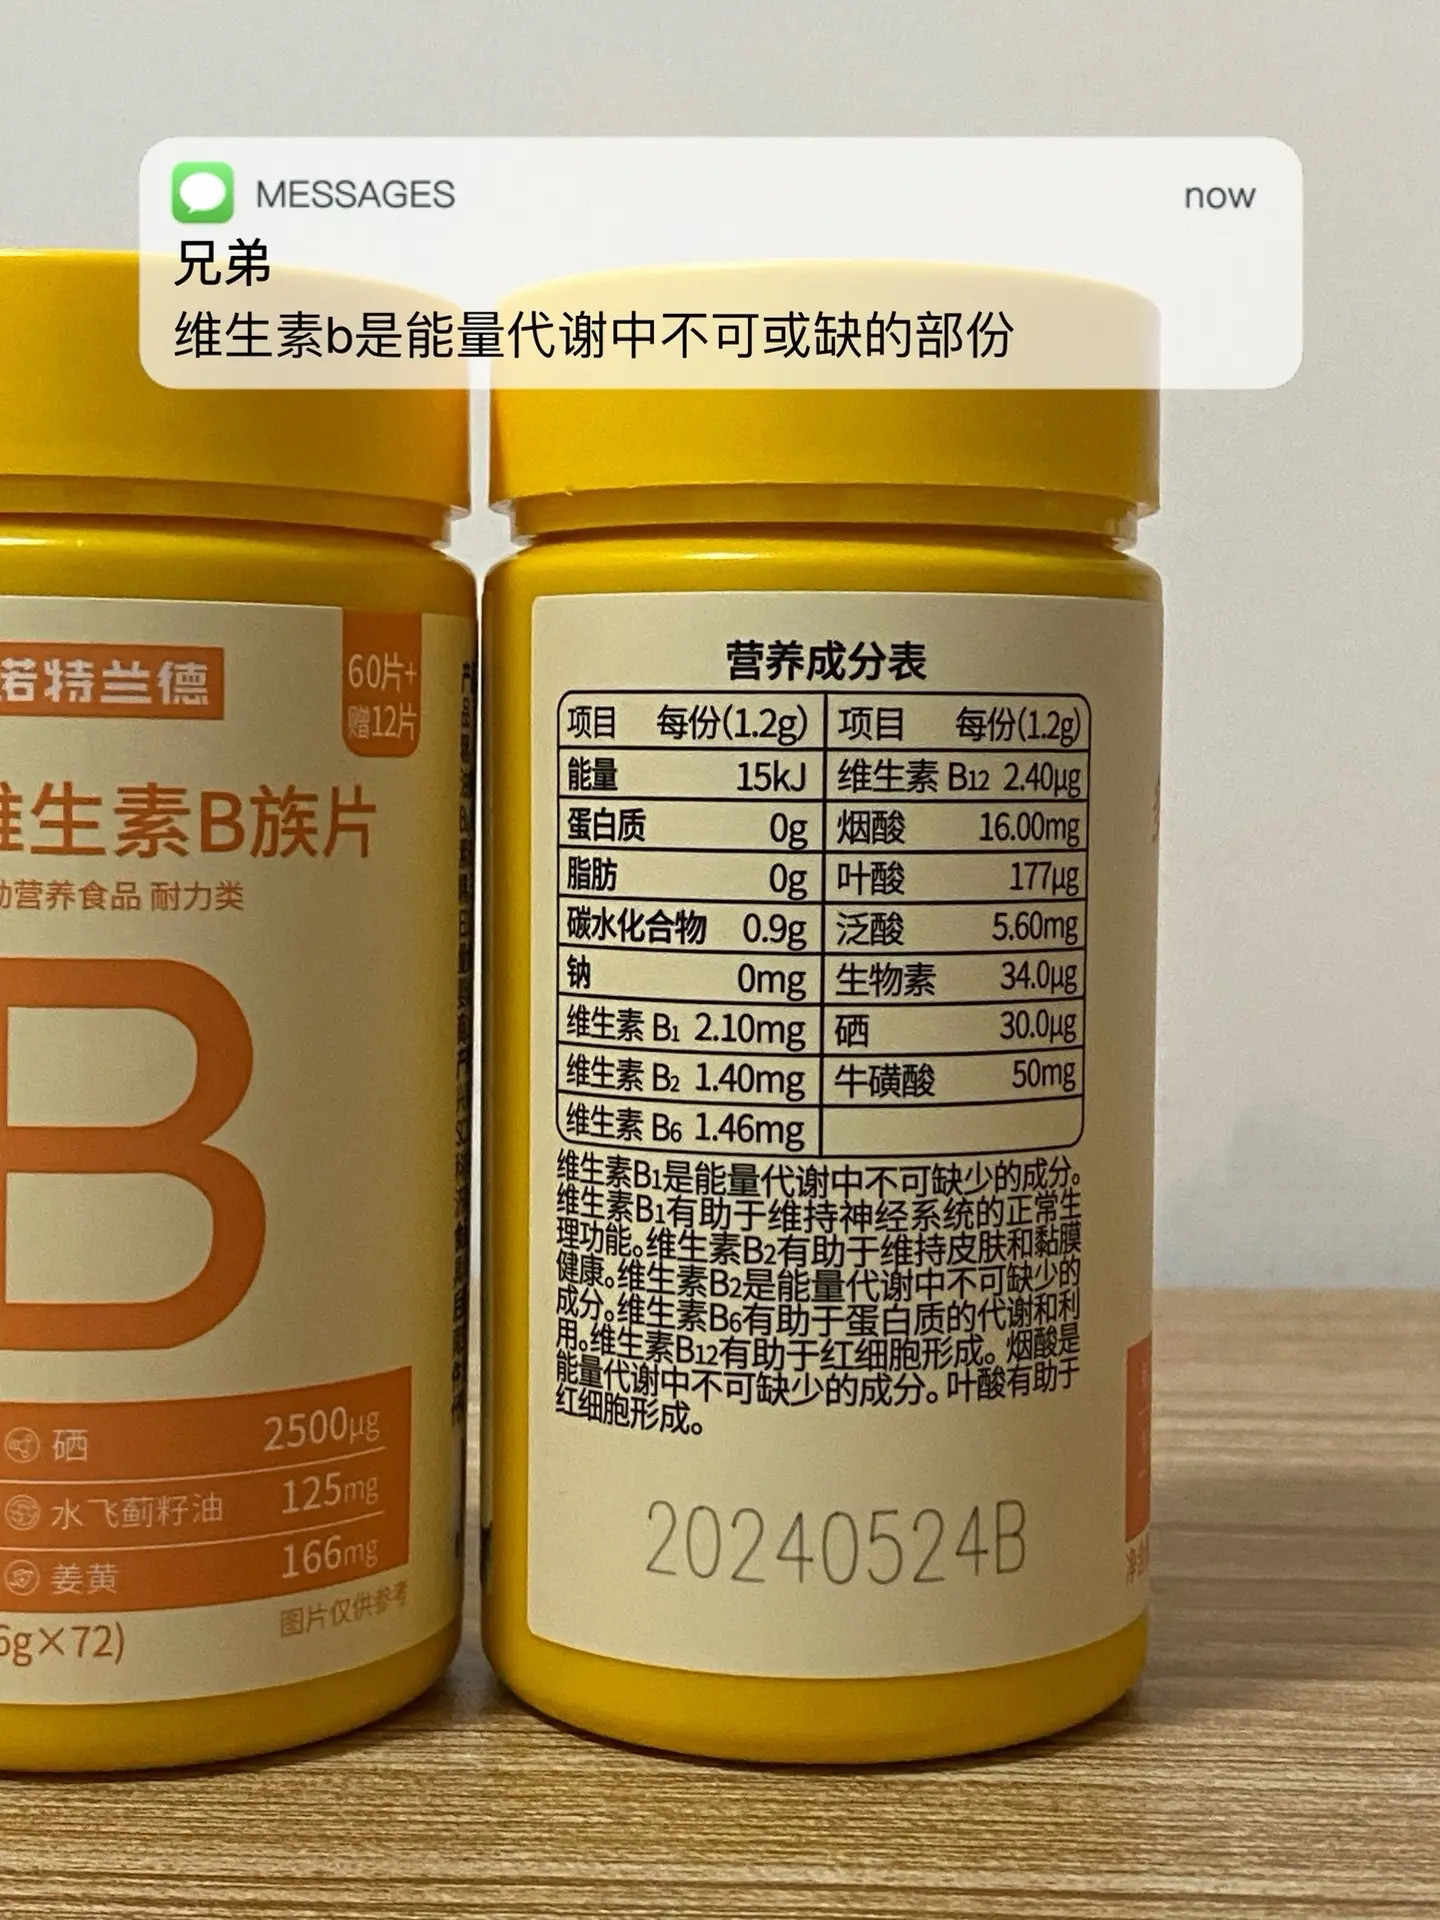 MESSAGES
now
兄弟
维生素b是能量代谢中不可或缺的部份
诺特兰德
60片+
赠12片
维生素B族片
动营养食品 耐力类
B
硒 2500μg
水飞蓟籽油 125mg
姜黄 166mg
图片仅供参考
6g×72)
营养成分表
项目 每份(1.2g) 项目 每份(1.2g)
能量 15kJ 维生素 B12 2.40μg
蛋白质 0g 烟酸 16.00mg
脂肪 0g 叶酸 177μg
碳水化合物 0.9g 泛酸 5.60mg
钠 0mg 生物素 34.0μg
维生素 B1 2.10mg 硒 30.0μg
维生素 B2 1.40mg 牛磺酸 50mg
维生素 B6 1.46mg
维生素B1是能量代谢中不可缺少的成分。
维生素B1有助于维持神经系统的正常生
理功能。维生素B2有助于维持皮肤和黏膜
健康。维生素B2是能量代谢中不可缺少的
成分。维生素B6有助于蛋白质的代谢和利
用。维生素B12有助于红细胞形成。烟酸是
能量代谢中不可缺少的成分。叶酸有助于
红细胞形成。
20240524B